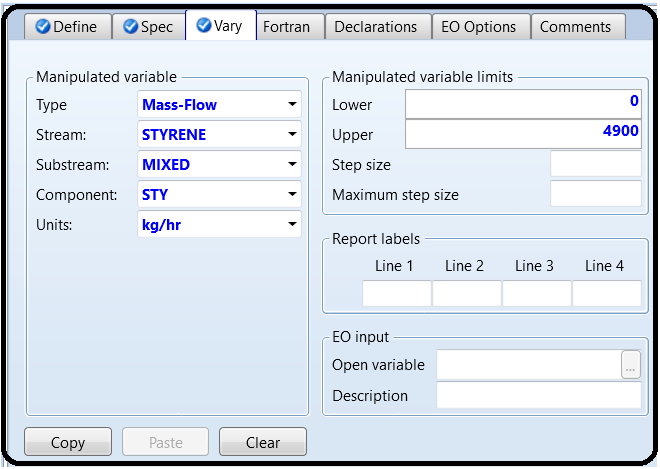 Define Spec Vary Fortran Declarations EO Options Comments
Manipulated variable
Type Mass-Flow
Stream: STYRENE
Substream: MIXED
Component: STY
Units: kg/hr
Manipulated variable limits
Lower 0
Upper 4900
Step size
Maximum step size
Report labels
Line 1 Line 2 Line 3 Line 4
EO input
Open variable ...
Description
Copy Paste Clear